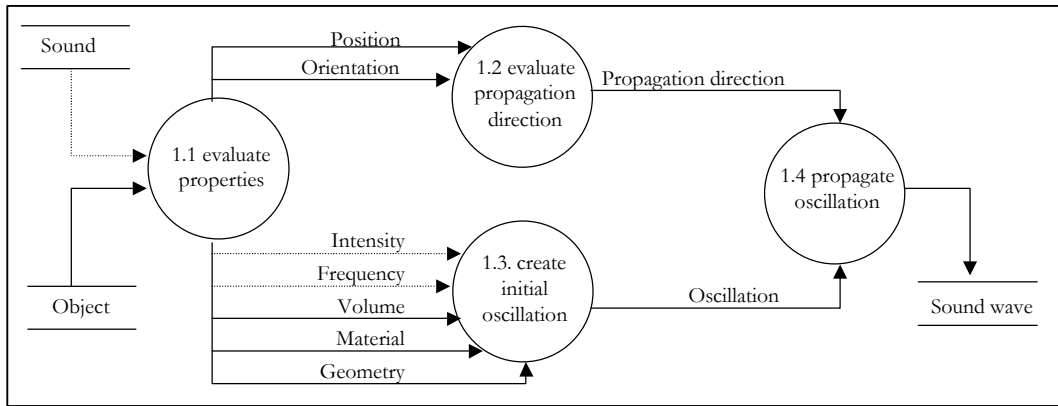 Sound
Position
Orientation
1.2 evaluate
propagation
direction
Propagation direction
1.1 evaluate
properties
1.4 propagate
oscillation
Intensity
Frequency
Volume
Material
Geometry
1.3. create
initial
oscillation
Oscillation
Object
Sound wave